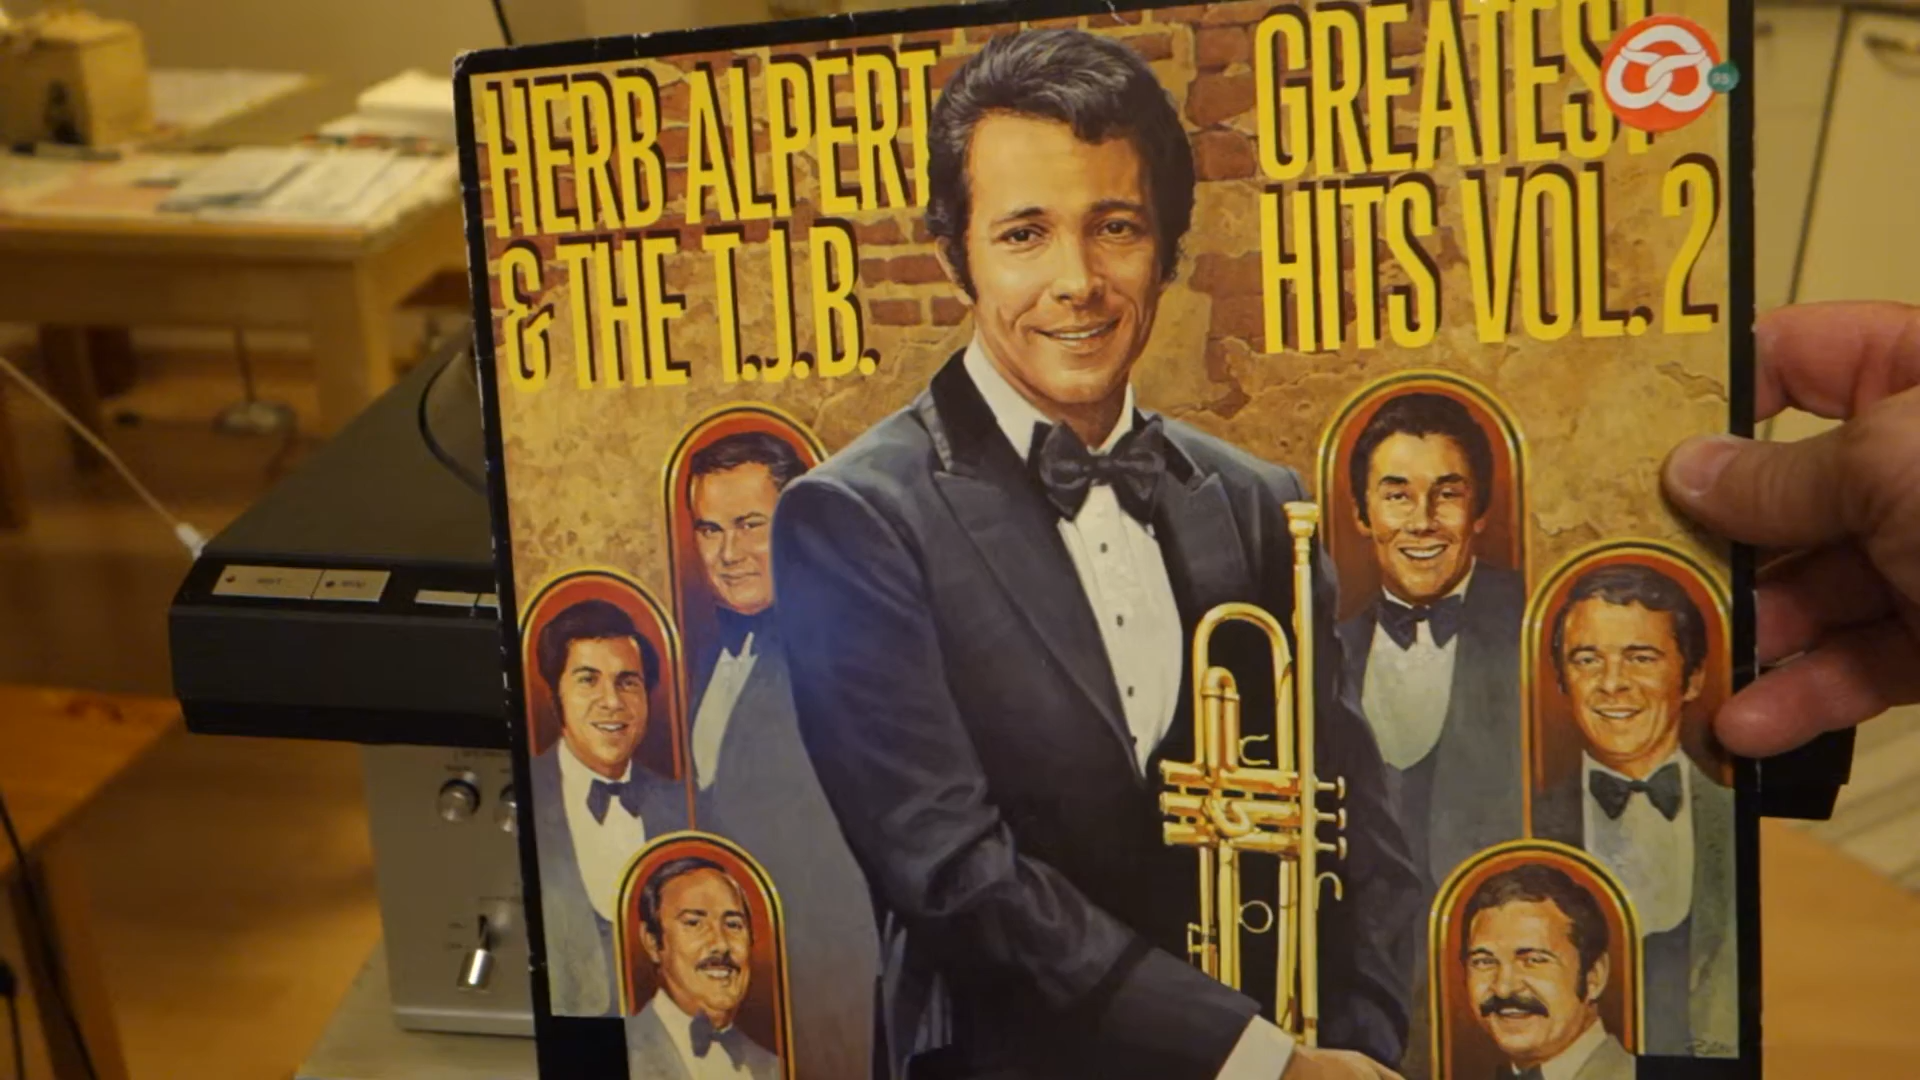 HERB ALPERT
& THE T.J.B.
GREATEST
HITS VOL. 2